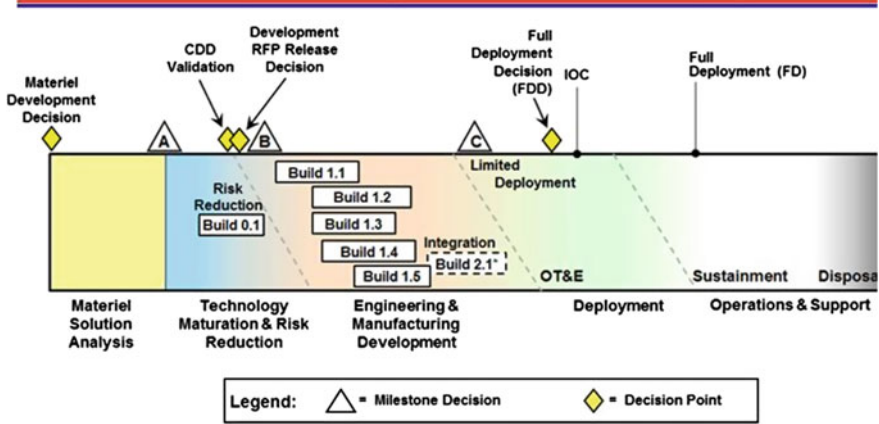 Materiel
Development
Decision
CDD
Validation
Development
RFP Release
Decision
Full
Deployment
Decision
(FDD)
IOC
Full
Deployment (FD)
A
B
C
Risk
Reduction
Build 0.1
Build 1.1
Build 1.2
Build 1.3
Build 1.4
Build 1.5
Integration
Build 2.1*
Limited
Deployment
OT&E
Sustainment
Disposa
Materiel
Solution
Analysis
Technology
Maturation & Risk
Reduction
Engineering &
Manufacturing
Development
Deployment
Operations & Support
Legend: = Milestone Decision = Decision Point